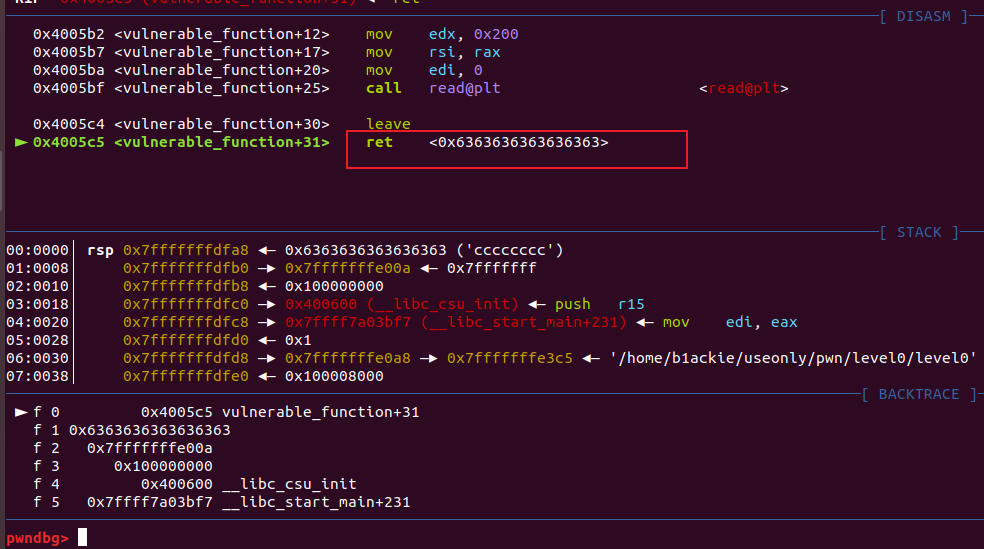 RIP 0x4005c5 (vulnerable_function+31) ◂— ret
[ DISASM ]
0x4005b2 <vulnerable_function+12> mov edx, 0x200
0x4005b7 <vulnerable_function+17> mov rsi, rax
0x4005ba <vulnerable_function+20> mov edi, 0
0x4005bf <vulnerable_function+25> call read@plt <read@plt>
0x4005c4 <vulnerable_function+30> leave
► 0x4005c5 <vulnerable_function+31> ret <0x6363636363636363>
[ STACK ]
00:0000│ rsp 0x7fffffffdfa8 ◂— 0x6363636363636363 ('cccccccc')
01:0008│ 0x7fffffffdfb0 —▸ 0x7fffffffe00a ◂— 0x7fffffff
02:0010│ 0x7fffffffdfb8 ◂— 0x100000000
03:0018│ 0x7fffffffdfc0 —▸ 0x400600 (__libc_csu_init) ◂— push r15
04:0020│ 0x7fffffffdfc8 —▸ 0x7ffff7a03bf7 (__libc_start_main+231) ◂— mov edi, eax
05:0028│ 0x7fffffffdfd0 ◂— 0x1
06:0030│ 0x7fffffffdfd8 —▸ 0x7fffffffe0a8 —▸ 0x7fffffffe3c5 ◂— '/home/b1ackie/useonly/pwn/level0/level0'
07:0038│ 0x7fffffffdfe0 ◂— 0x100008000
[ BACKTRACE ]
► f 0 0x4005c5 vulnerable_function+31
f 1 0x6363636363636363
f 2 0x7fffffffe00a
f 3 0x100000000
f 4 0x400600 __libc_csu_init
f 5 0x7ffff7a03bf7 __libc_start_main+231
pwndbg>